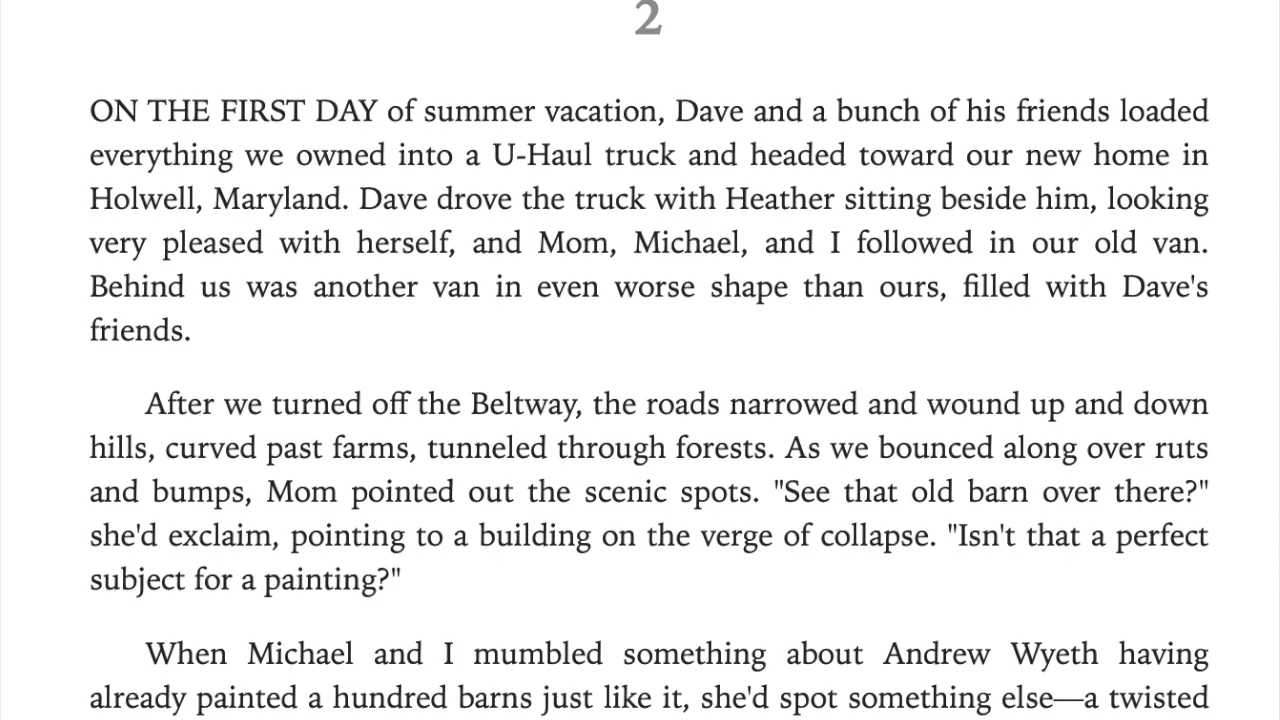 2
ON THE FIRST DAY of summer vacation, Dave and a bunch of his friends loaded
everything we owned into a U-Haul truck and headed toward our new home in
Holwell, Maryland. Dave drove the truck with Heather sitting beside him, looking
very pleased with herself, and Mom, Michael, and I followed in our old van.
Behind us was another van in even worse shape than ours, filled with Dave's
friends.
After we turned off the Beltway, the roads narrowed and wound up and down
hills, curved past farms, tunneled through forests. As we bounced along over ruts
and bumps, Mom pointed out the scenic spots. "See that old barn over there?"
she'd exclaim, pointing to a building on the verge of collapse. "Isn't that a perfect
subject for a painting?"
When Michael and I mumbled something about Andrew Wyeth having
already painted a hundred barns just like it, she'd spot something else—a twisted